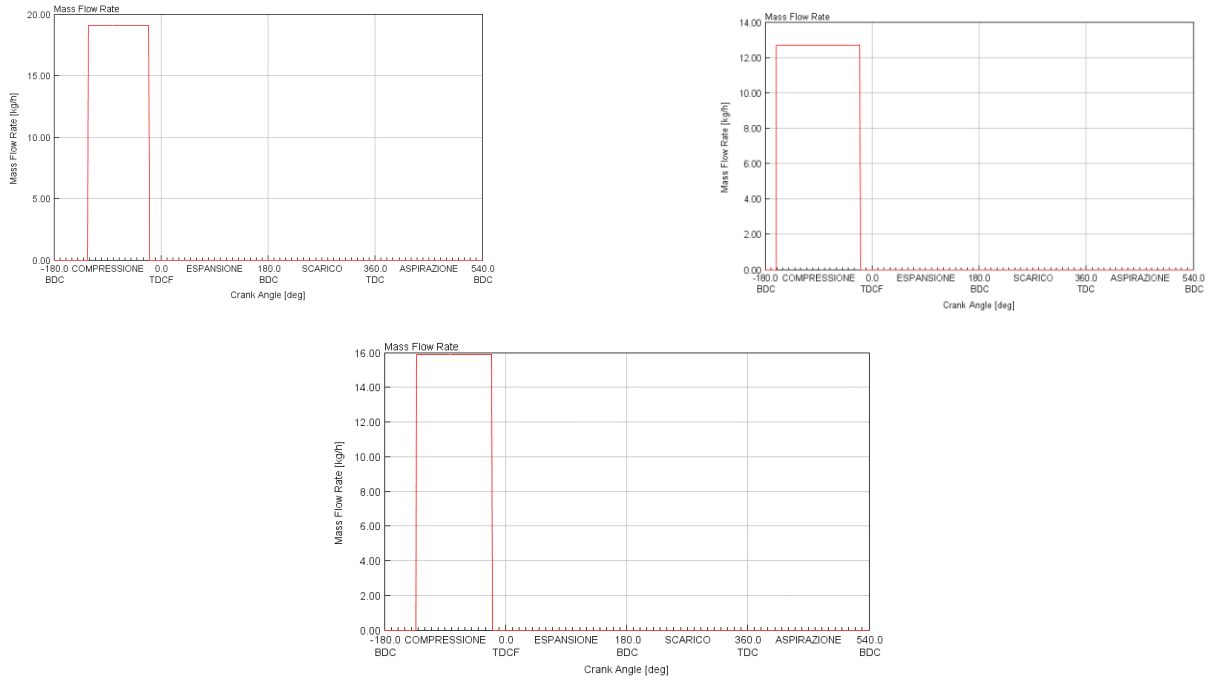 Mass Flow Rate
20.00
15.00
10.00
5.00
0.00
Mass Flow Rate [kg/h]
-180.0 COMPRESSIONE 0.0 ESPANSIONE 180.0 SCARICO 360.0 ASPIRAZIONE 540.0
BDC TDCF BDC TDC BDC
Crank Angle [deg]
Mass Flow Rate
14.00
12.00
10.00
8.00
6.00
4.00
2.00
0.00
Mass Flow Rate [kg/h]
-180.0 COMPRESSIONE 0.0 ESPANSIONE 180.0 SCARICO 360.0 ASPIRAZIONE 540.0
BDC TDCF BDC TDC BDC
Crank Angle [deg]
Mass Flow Rate
16.00
14.00
12.00
10.00
8.00
6.00
4.00
2.00
0.00
Mass Flow Rate [kg/h]
-180.0 COMPRESSIONE 0.0 ESPANSIONE 180.0 SCARICO 360.0 ASPIRAZIONE 540.0
BDC TDCF BDC TDC BDC
Crank Angle [deg]